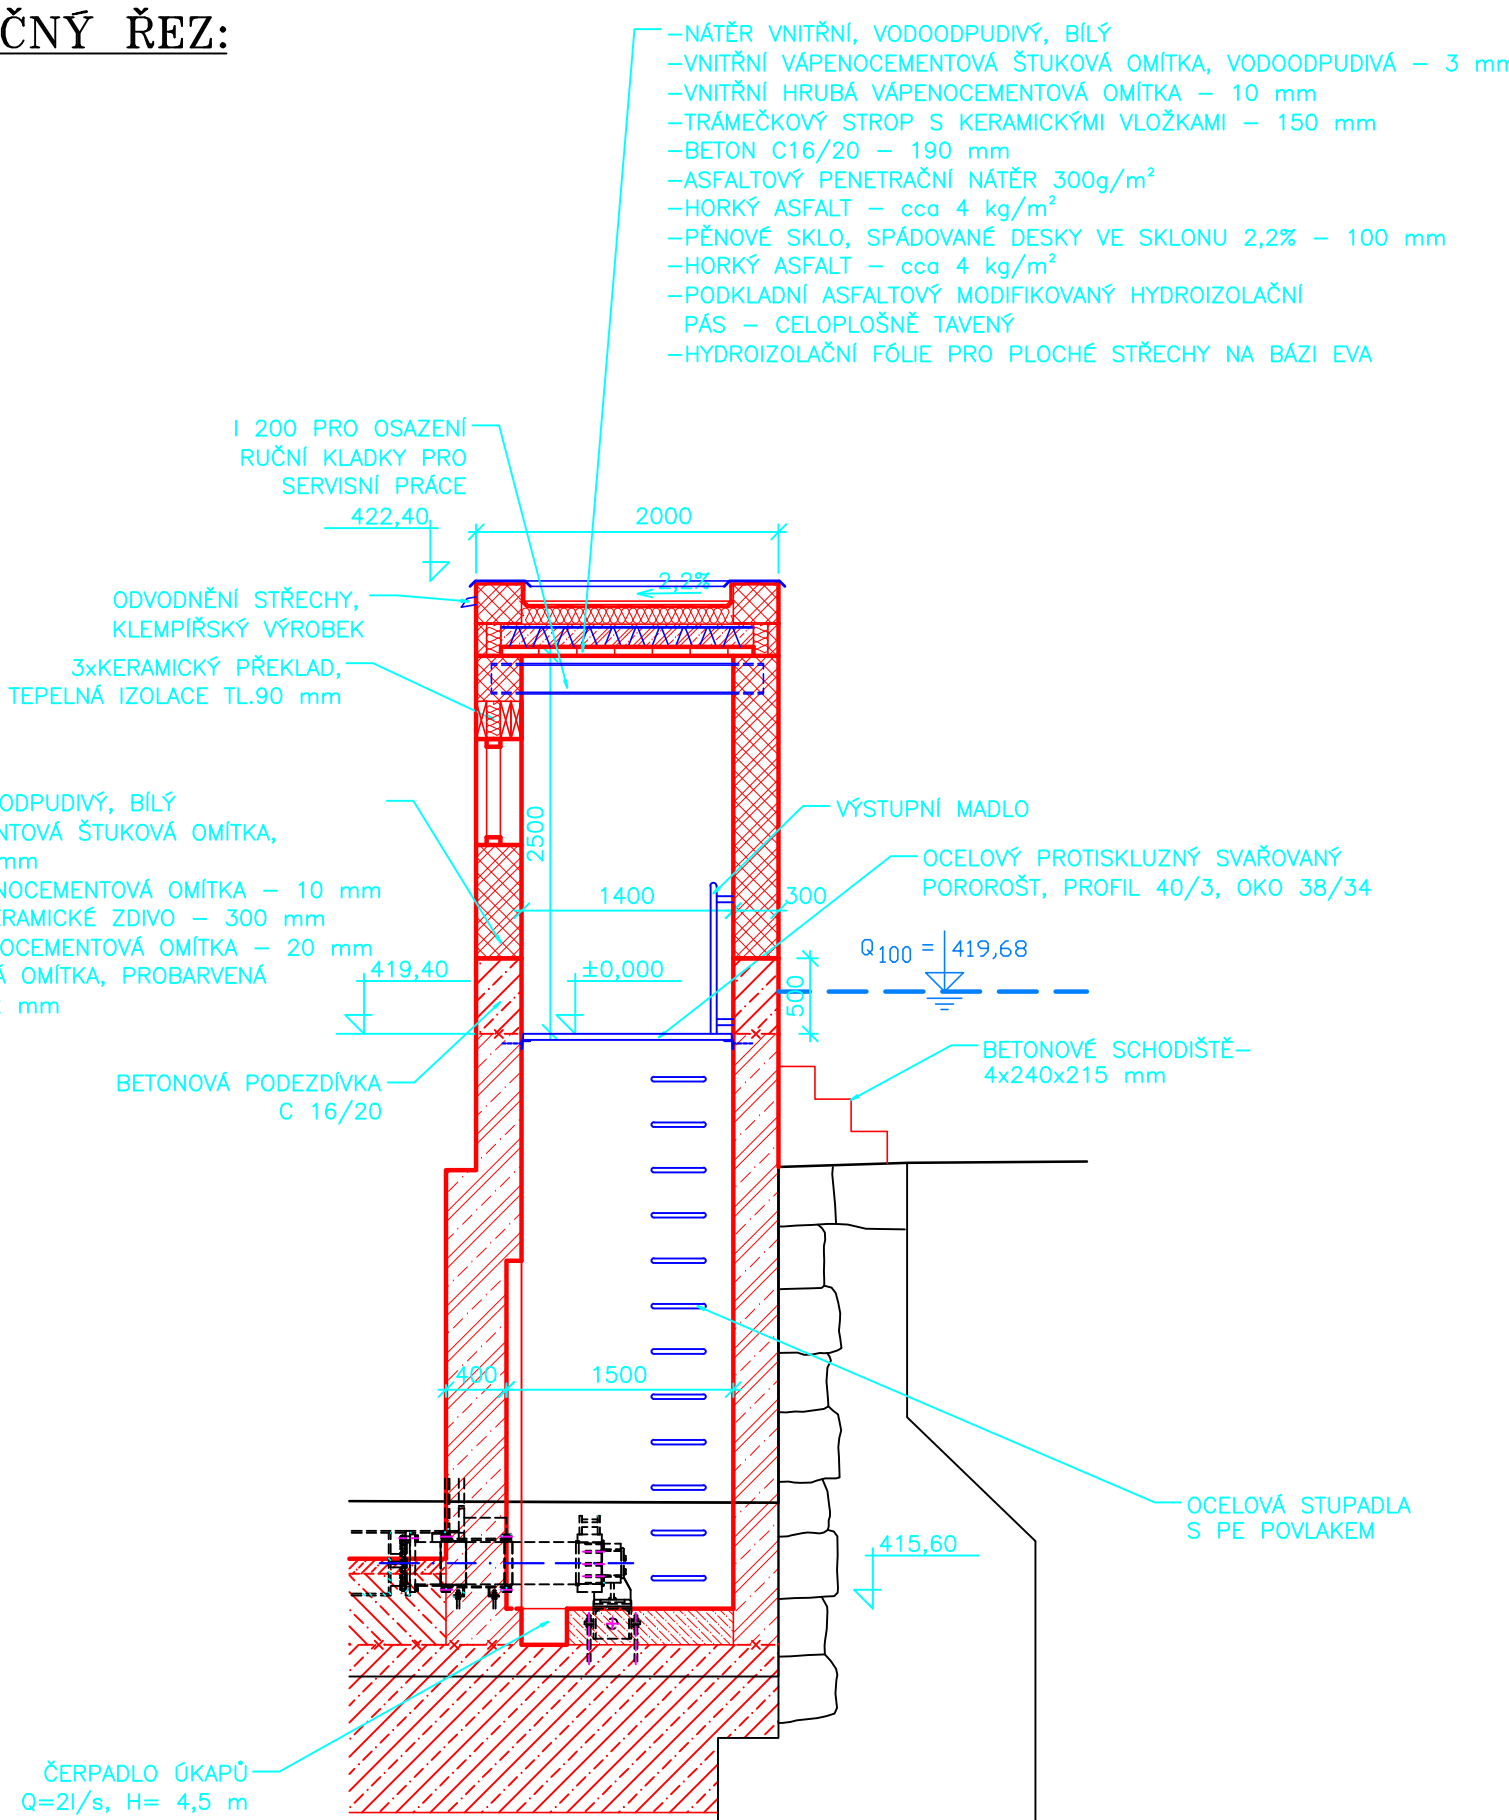 ČNÝ ŘEZ:
-NÁTĚR VNITŘNÍ, VODOODPUDIVÝ, BÍLÝ
-VNITŘNÍ VÁPENOCEMENTOVÁ ŠTUKOVÁ OMÍTKA, VODOODPUDIVÁ - 3 mm
-VNITŘNÍ HRUBÁ VÁPENOCEMENTOVÁ OMÍTKA - 10 mm
-TRÁMEČKOVÝ STROP S KERAMICKÝMI VLOŽKAMI - 150 mm
-BETON C16/20 - 190 mm
-ASFALTOVÝ PENETRAČNÍ NÁTĚR 300g/m²
-HORKÝ ASFALT - cca 4 kg/m²
-PĚNOVÉ SKLO, SPÁDOVANÉ DESKY VE SKLONU 2,2% - 100 mm
-HORKÝ ASFALT - cca 4 kg/m²
-PODKLADNÍ ASFALTOVÝ MODIFIKOVANÝ HYDROIZOLAČNÍ
PÁS - CELOPLOŠNĚ TAVENÝ
-HYDROIZOLAČNÍ FÓLIE PRO PLOCHÉ STŘECHY NA BÁZI EVA
I 200 PRO OSAZENÍ
RUČNÍ KLADKY PRO
SERVISNÍ PRÁCE
422,40
2000
2,2%
ODVODNĚNÍ STŘECHY,
KLEMPÍŘSKÝ VÝROBEK
3xKERAMICKÝ PŘEKLAD,
TEPELNÁ IZOLACE TL.90 mm
ODPUDIVÝ, BÍLÝ
NTOVÁ ŠTUKOVÁ OMÍTKA,
mm
NOCEMENTOVÁ OMÍTKA - 10 mm
ERAMICKÉ ZDIVO - 300 mm
OCEMENTOVÁ OMÍTKA - 20 mm
Á OMÍTKA, PROBARVENÁ
mm
2500
VÝSTUPNÍ MADLO
OCELOVÝ PROTISKLUZNÝ SVAŘOVANÝ
POROROŠT, PROFIL 40/3, OKO 38/34
1400
300
Q100 = 419,68
419,40
±0,000
500
BETONOVÉ SCHODIŠTĚ-
4x240x215 mm
BETONOVÁ PODEZDÍVKA
C 16/20
400
1500
OCELOVÁ STUPADLA
S PE POVLAKEM
415,60
ČERPADLO ÚKAPŮ
Q=2l/s, H= 4,5 m